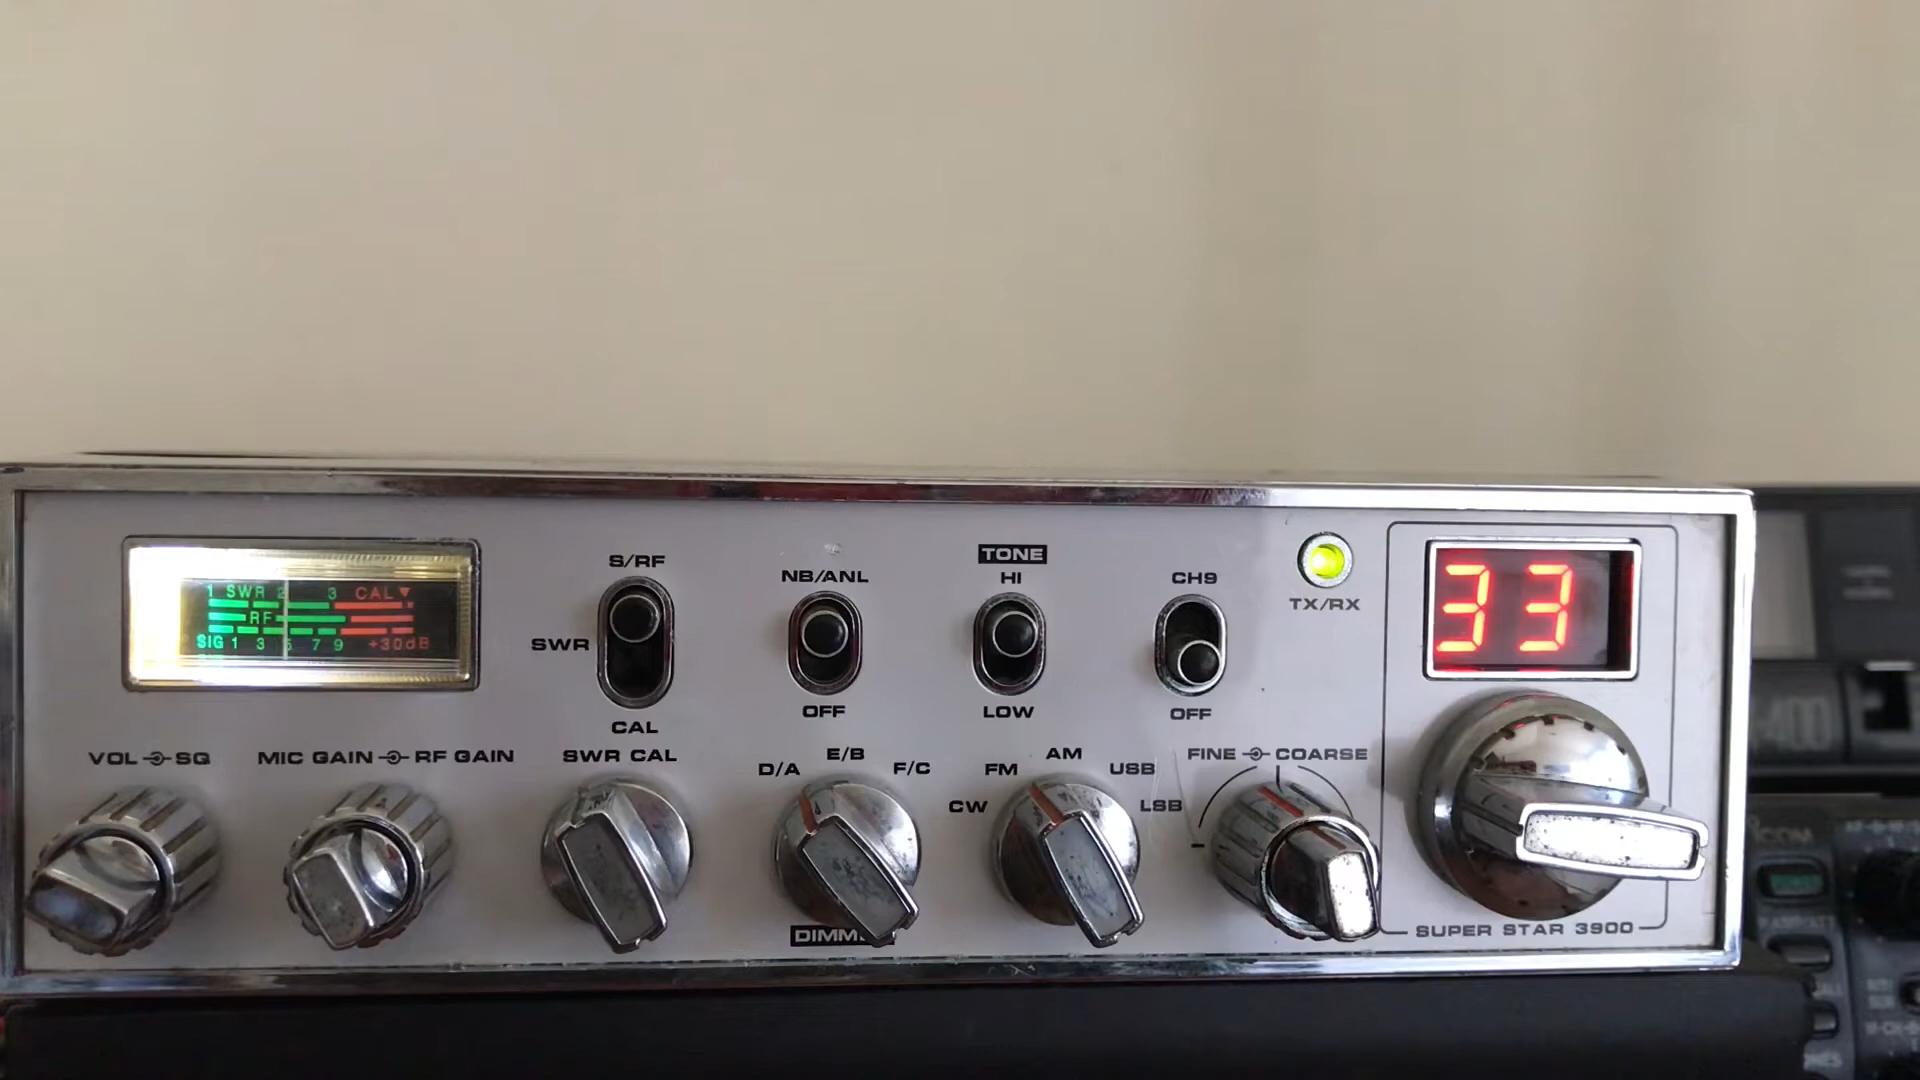 S/RF
TONE
NB/ANL
HI
CH9
33
1 SWR 2 3 CAL
RF
SIG 1 3 5 7 9 +30dB
TX/RX
SWR
OFF
LOW
OFF
CAL
VOL SQ
MIC GAIN RF GAIN
SWR CAL
D/A
E/B
F/C
CW
FM
AM
USB
LSB
FINE COARSE
SUPER STAR 3900
-400
ICOM